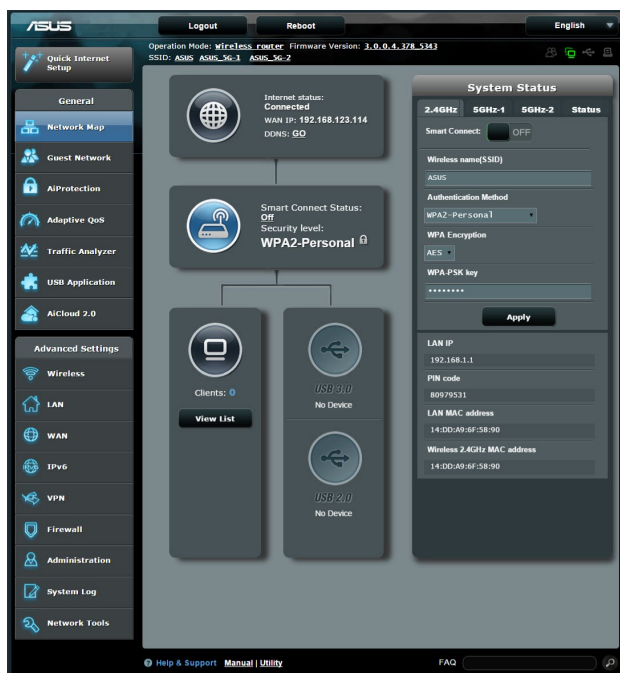 ASUS
Logout
Reboot
English
Quick Internet
Setup
Operation Mode: Wireless router Firmware Version: 3.0.0.4.378_5343
SSID: ASUS ASUS_5G-1 ASUS_5G-2
General
Network Map
Guest Network
AiProtection
Adaptive QoS
Traffic Analyzer
USB Application
AiCloud 2.0
Advanced Settings
Wireless
LAN
WAN
IPv6
VPN
Firewall
Administration
System Log
Network Tools
Internet status:
Connected
WAN IP: 192.168.123.114
DDNS: GO
Smart Connect Status:
Off
Security level:
WPA2-Personal
Clients: 0
View List
USB 3.0
No Device
USB 2.0
No Device
System Status
2.4GHz 5GHz-1 5GHz-2 Status
Smart Connect: OFF
Wireless name(SSID)
ASUS
Authentication Method
WPA2-Personal
WPA Encryption
AES
WPA-PSK key
••••••••
Apply
LAN IP
192.168.1.1
PIN code
80979531
LAN MAC address
14:DD:A9:6F:58:90
Wireless 2.4GHz MAC address
14:DD:A9:6F:58:90
Help & Support Manual | Utility
FAQ